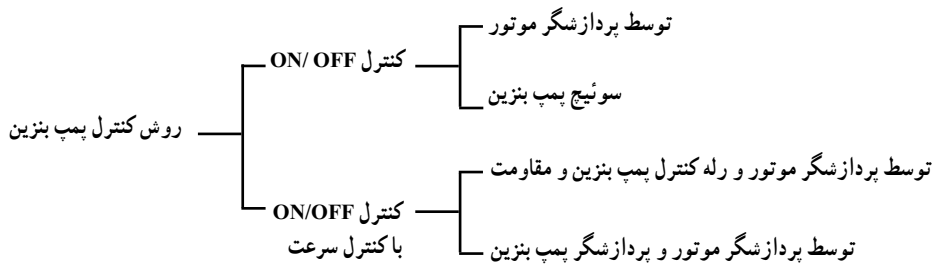 روش کنترل پمپ بنزین
کنترل ON/ OFF
توسط پردازشگر موتور
سوئیچ پمپ بنزین
کنترل ON/OFF
با کنترل سرعت
توسط پردازشگر موتور و رله کنترل پمپ بنزین و مقاومت
توسط پردازشگر موتور و پردازشگر پمپ بنزین